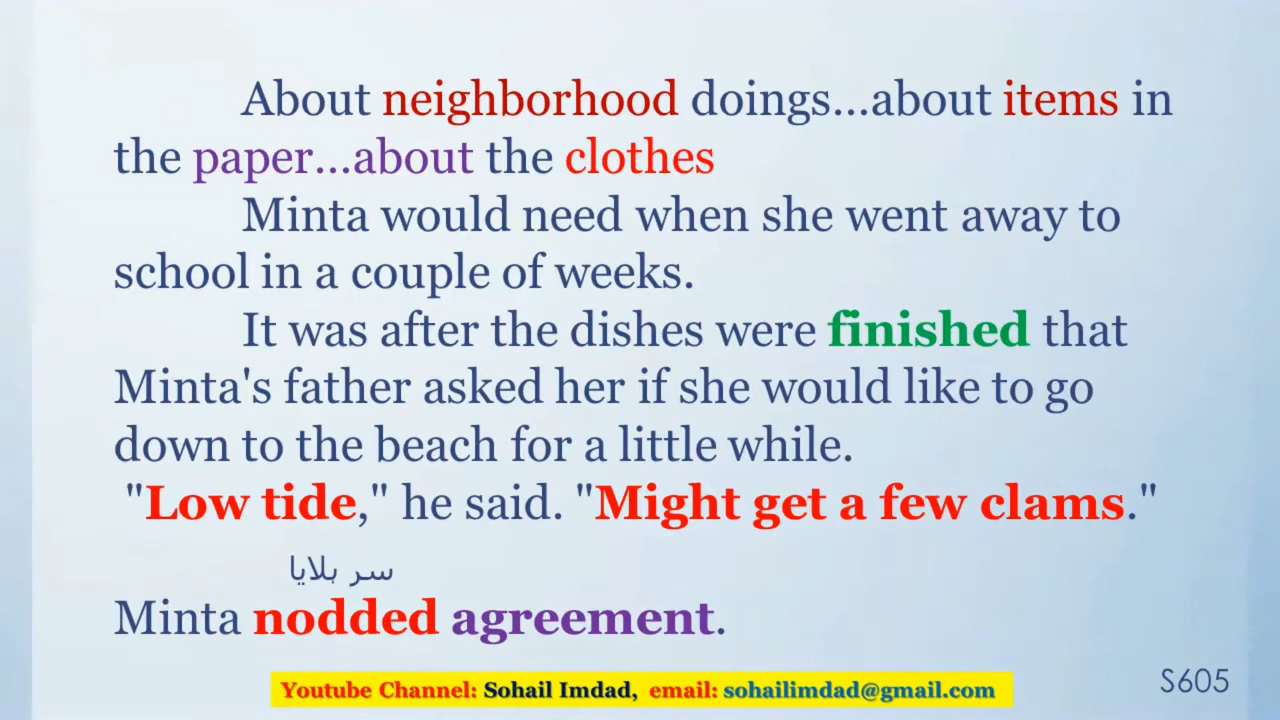 About neighborhood doings...about items in
the paper...about the clothes
Minta would need when she went away to
school in a couple of weeks.
It was after the dishes were finished that
Minta's father asked her if she would like to go
down to the beach for a little while.
"Low tide," he said. "Might get a few clams."
سر ہلایا
Minta nodded agreement.
Youtube Channel: Sohail Imdad, email: sohailimdad@gmail.com
S605